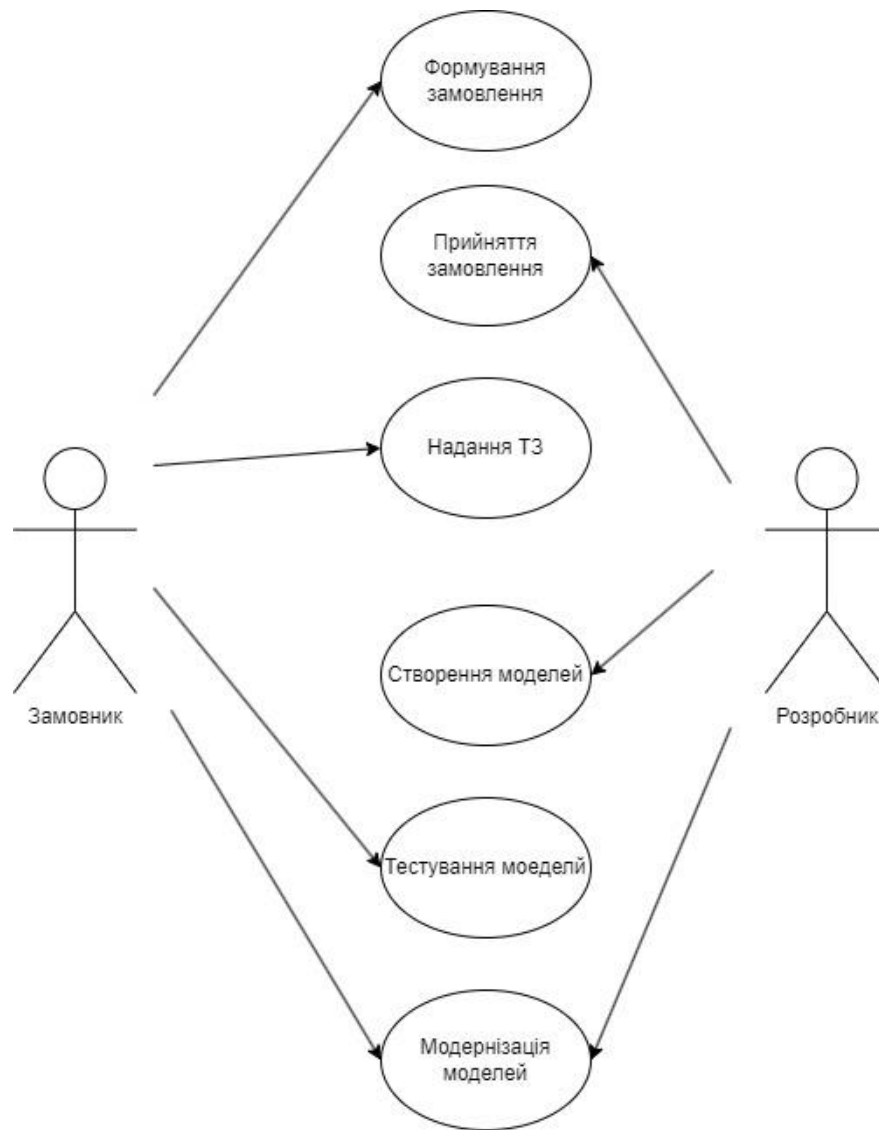 Формування
замовлення
Прийняття
замовлення
Надання ТЗ
Створення моделей
Замовник
Розробник
Тестування моеделй
Модернізація
моделей